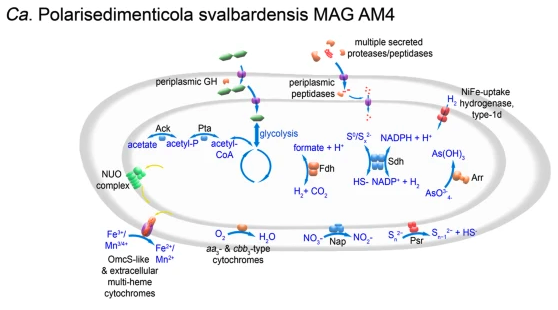 Ca. Polarisedimenticola svalbardensis MAG AM4
multiple secreted
proteases/peptidases
periplasmic GH
periplasmic
peptidases
NiFe-uptake
hydrogenase,
type-1d
H2
Ack
Pta
acetate
acetyl-P
acetyl-
CoA
glycolysis
formate + H+
Fdh
H2+ CO2
S0/Sx2-
NADPH + H+
Sdh
HS- NADP+ + H2
As(OH)3
Arr
AsO3-4-
NUO
complex
Fe3+/
Mn3/4+
Fe2+/
Mn2+
OmcS-like
& extracellular
multi-heme
cytochromes
O2
H2O
aa3- & cbb3-type
cytochromes
NO3-
Nap
NO2-
Sn2-
Psr
Sn-12- + HS-